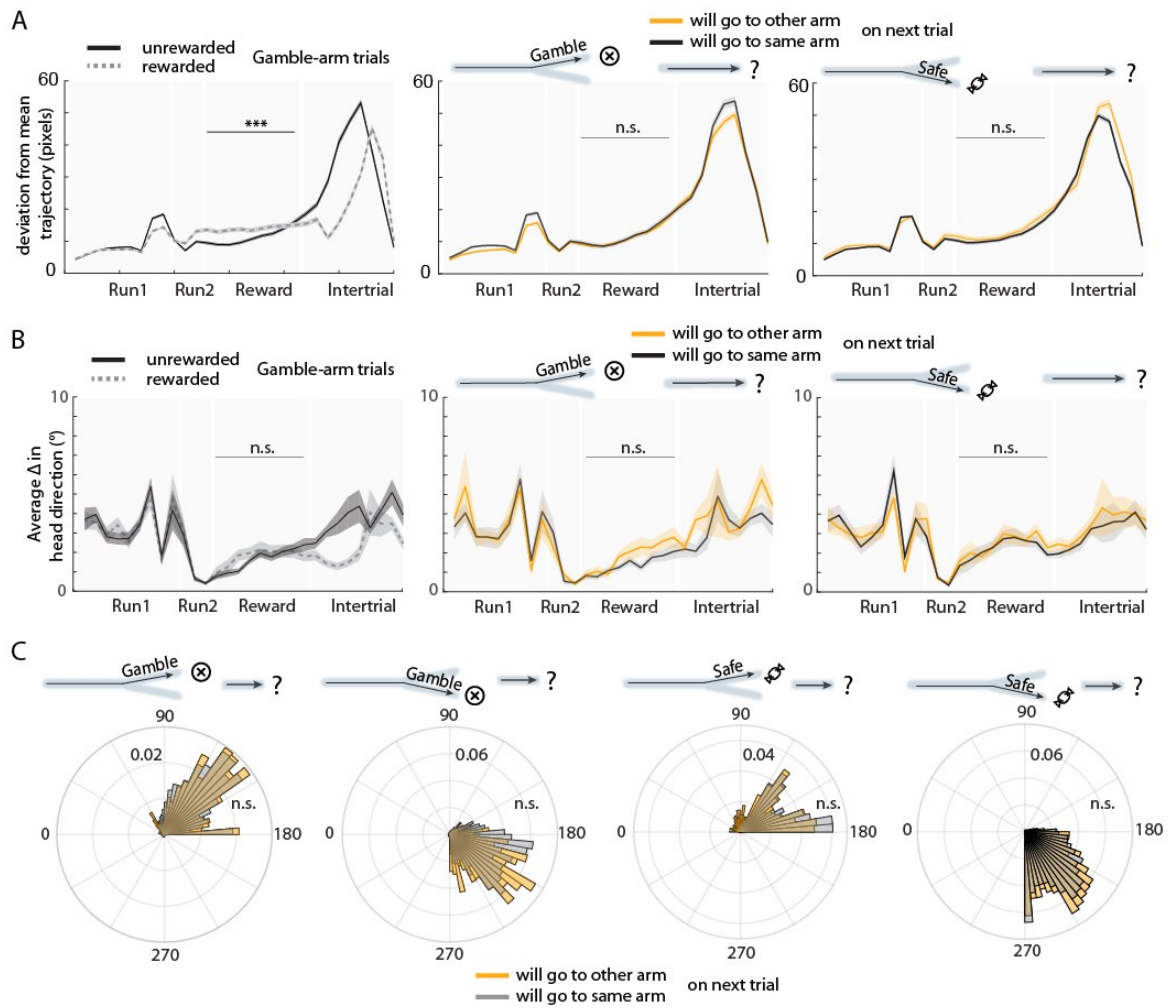 A
unrewarded
rewarded
Gamble-arm trials
will go to other arm
will go to same arm
on next trial
Gamble
?
Safe
?
deviation from mean
trajectory (pixels)
60
0
***
Run1 Run2 Reward Intertrial
60
0
n.s.
Run1 Run2 Reward Intertrial
60
0
n.s.
Run1 Run2 Reward Intertrial
B
unrewarded
rewarded
Gamble-arm trials
will go to other arm
will go to same arm
on next trial
Gamble
?
Safe
?
Average Δ in
head direction (°)
10
0
n.s.
Run1 Run2 Reward Intertrial
10
0
n.s.
Run1 Run2 Reward Intertrial
10
0
n.s.
Run1 Run2 Reward Intertrial
C
Gamble
?
90
0.02
n.s.
0 180
270
Gamble
?
90
0.06
n.s.
0 180
270
Safe
?
90
0.04
n.s.
0 180
270
Safe
?
90
0.06
n.s.
0 180
270
will go to other arm
will go to same arm
on next trial